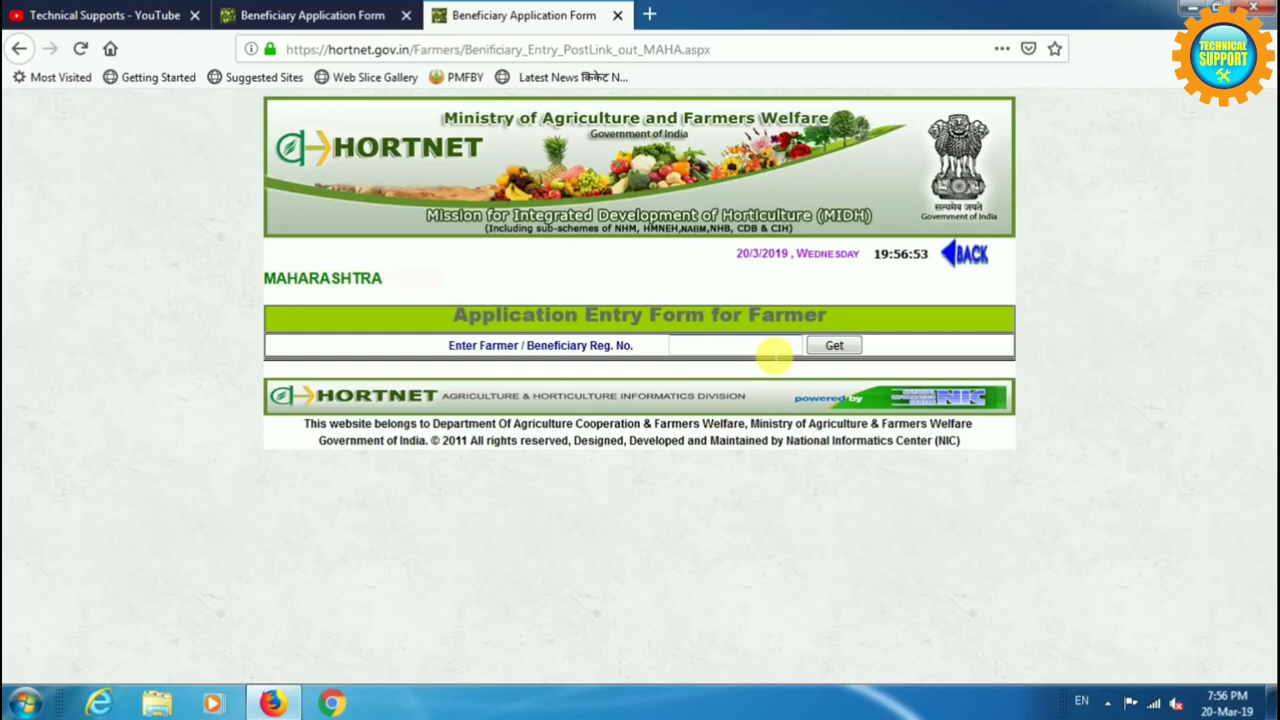 Technical Supports - YouTube
Beneficiary Application Form
Beneficiary Application Form
https://hortnet.gov.in/Farmers/Benificiary_Entry_PostLink_out_MAHA.aspx
TECHNICAL
SUPPORT
Most Visited
Getting Started
Suggested Sites
Web Slice Gallery
PMFBY
Latest News क्रिकेट N...
Ministry of Agriculture and Farmers Welfare
Government of India
HORTNET
सत्यमेव जयते
Government of India
Mission for Integrated Development of Horticulture (MIDH)
(Including sub-schemes of NHM, HMNEH,NABM,NHB, CDB & CIH)
20/3/2019 , WEDNESDAY 19:56:53 BACK
MAHARASHTRA
Application Entry Form for Farmer
Enter Farmer / Beneficiary Reg. No. Get
HORTNET AGRICULTURE & HORTICULTURE INFORMATICS DIVISION powered by NIC
This website belongs to Department Of Agriculture Cooperation & Farmers Welfare, Ministry of Agriculture & Farmers Welfare
Government of India. © 2011 All rights reserved, Designed, Developed and Maintained by National Informatics Center (NIC)
EN
7:56 PM
20-Mar-19